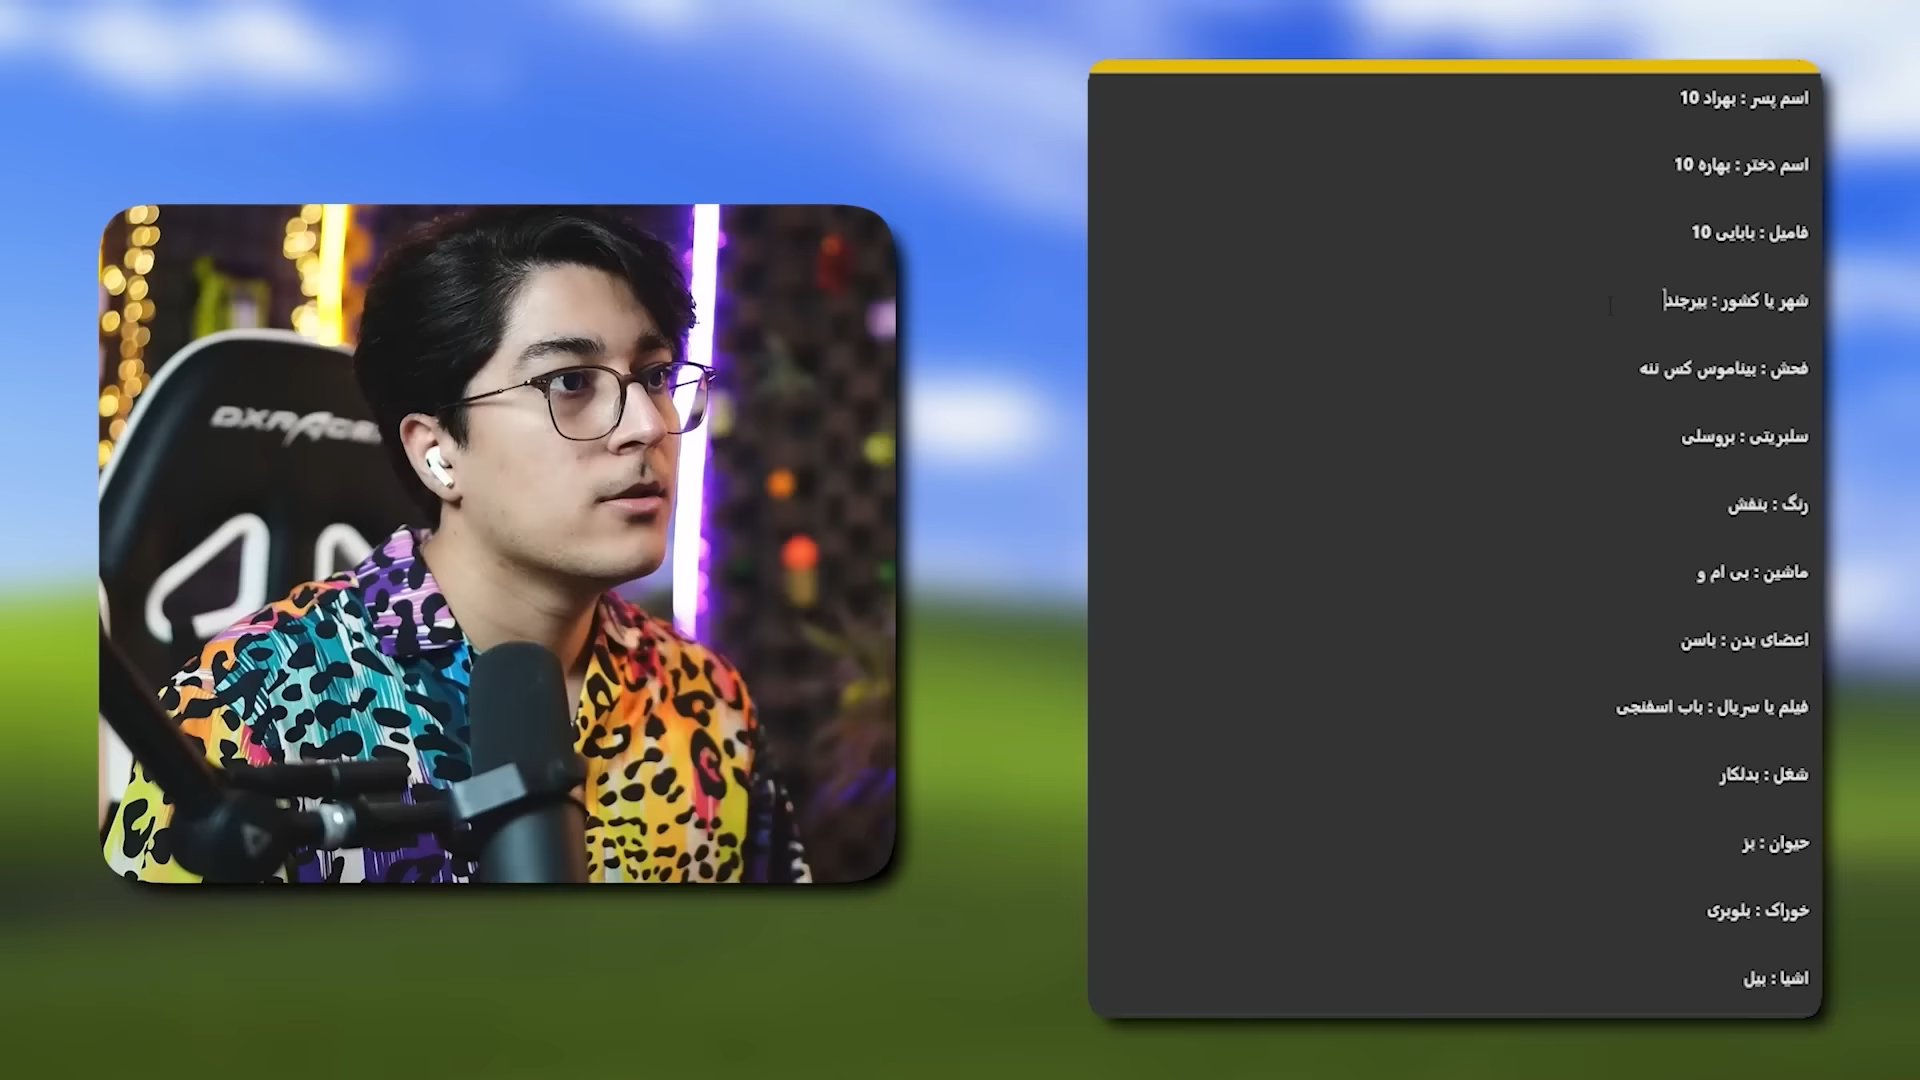 DXRACER
اسم پسر : بهراد 10
اسم دختر : بهاره 10
فامیل : بابایی 10
شهر یا کشور : بیرجند
فحش : بیناموس کس ننه
سلبریتی : بروسلی
رنگ : بنفش
ماشین : بی ام و
اعضای بدن : باسن
فیلم یا سریال : باب اسفنجی
شغل : بدلکار
حیوان : بز
خوراک : بلوبری
اشیا : بیل